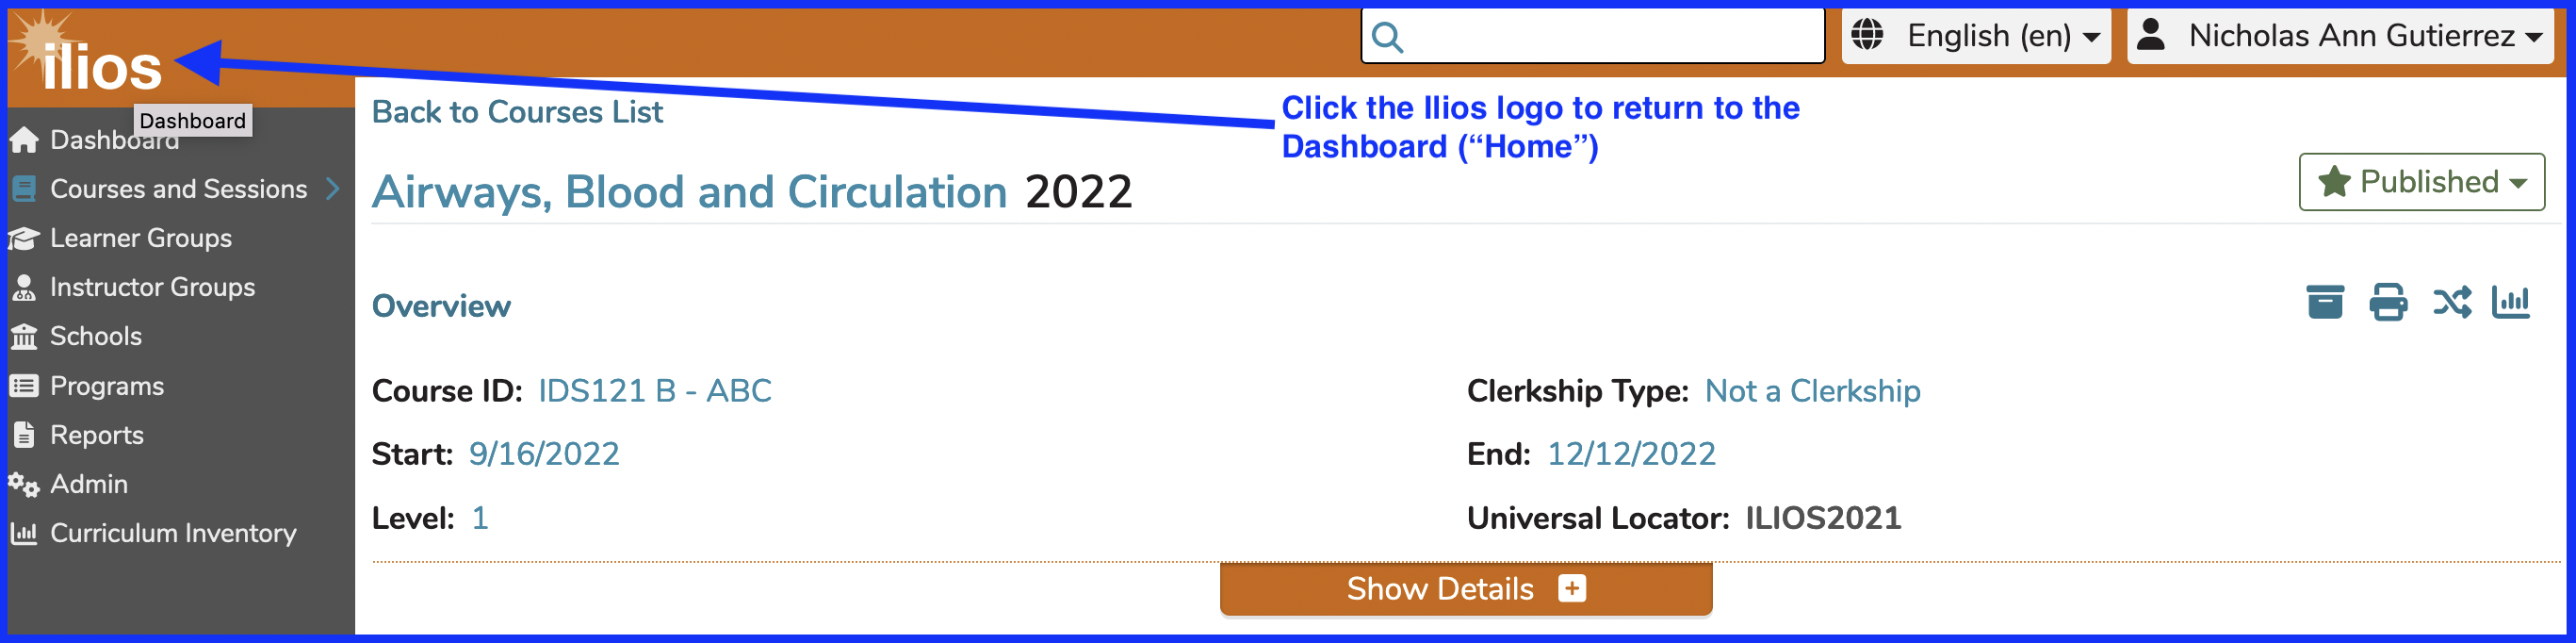 ilios
English (en)
Nicholas Ann Gutierrez
Dashboard
Dashboard
Courses and Sessions
Learner Groups
Instructor Groups
Schools
Programs
Reports
Admin
Curriculum Inventory
Back to Courses List
Click the Ilios logo to return to the
Dashboard (“Home”)
Airways, Blood and Circulation 2022
Published
Overview
Course ID: IDS121 B - ABC
Clerkship Type: Not a Clerkship
Start: 9/16/2022
End: 12/12/2022
Level: 1
Universal Locator: ILIOS2021
Show Details